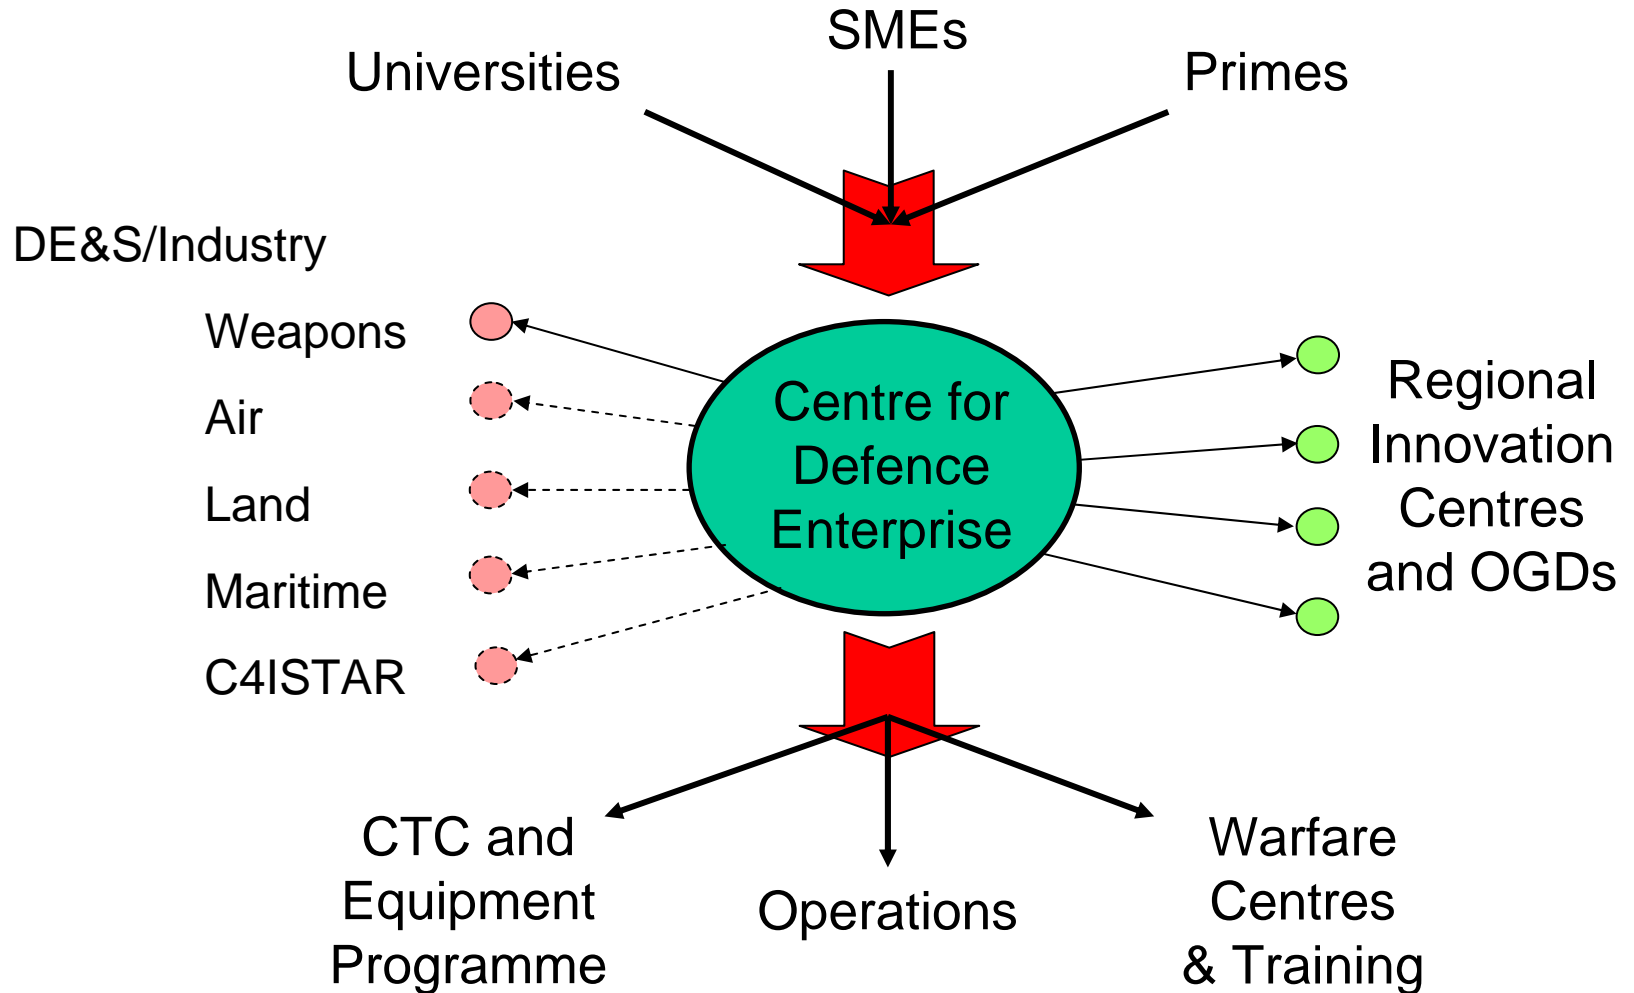 SMEs
Universities
Primes
DE&S/Industry
Weapons
Air
Land
Maritime
C4ISTAR
Centre for
Defence
Enterprise
Regional
Innovation
Centres
and OGDs
CTC and
Equipment
Programme
Operations
Warfare
Centres
& Training